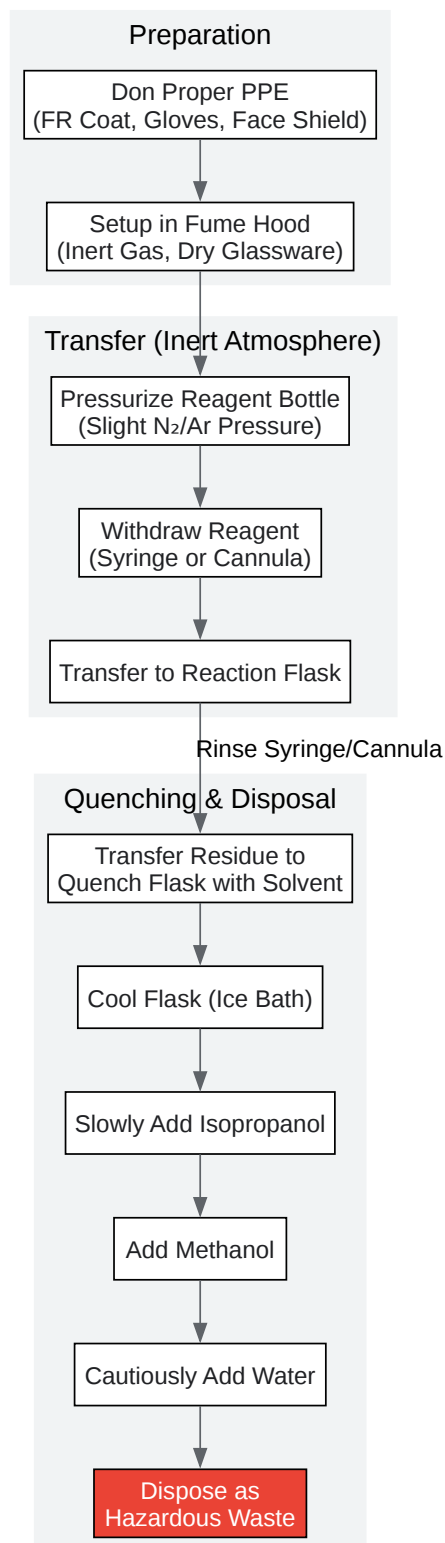 Preparation
Don Proper PPE
(FR Coat, Gloves, Face Shield)
Setup in Fume Hood
(Inert Gas, Dry Glassware)
Transfer (Inert Atmosphere)
Pressurize Reagent Bottle
(Slight N₂/Ar Pressure)
Withdraw Reagent
(Syringe or Cannula)
Transfer to Reaction Flask
Rinse Syringe/Cannula
Quenching & Disposal
Transfer Residue to
Quench Flask with Solvent
Cool Flask (Ice Bath)
Slowly Add Isopropanol
Add Methanol
Cautiously Add Water
Dispose as
Hazardous Waste